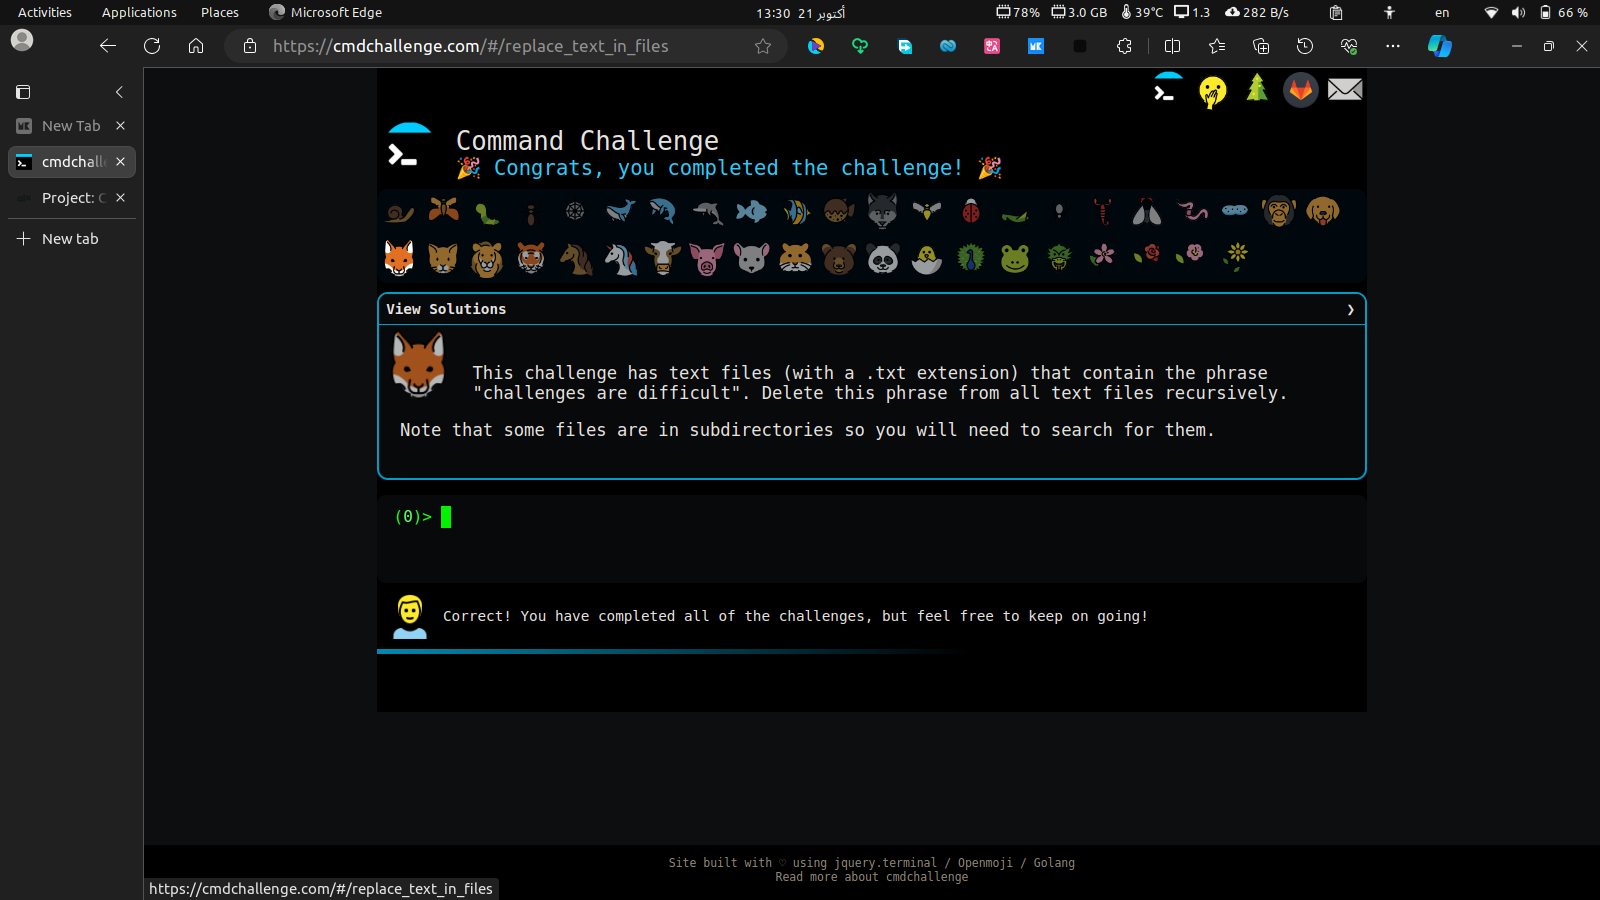 Activities Applications Places Microsoft Edge 13:30 21 أكتوبر 78% 3.0 GB 39°C 1.3 282 B/s en 66 %
https://cmdchallenge.com/#/replace_text_in_files
New Tab
cmdchalle
Project:
New tab
Command Challenge
🎉 Congrats, you completed the challenge! 🎉
View Solutions
This challenge has text files (with a .txt extension) that contain the phrase
"challenges are difficult". Delete this phrase from all text files recursively.
Note that some files are in subdirectories so you will need to search for them.
(0)>
Correct! You have completed all of the challenges, but feel free to keep on going!
Site built with ♡ using jquery.terminal / Openmoji / Golang
Read more about cmdchallenge
https://cmdchallenge.com/#/replace_text_in_files